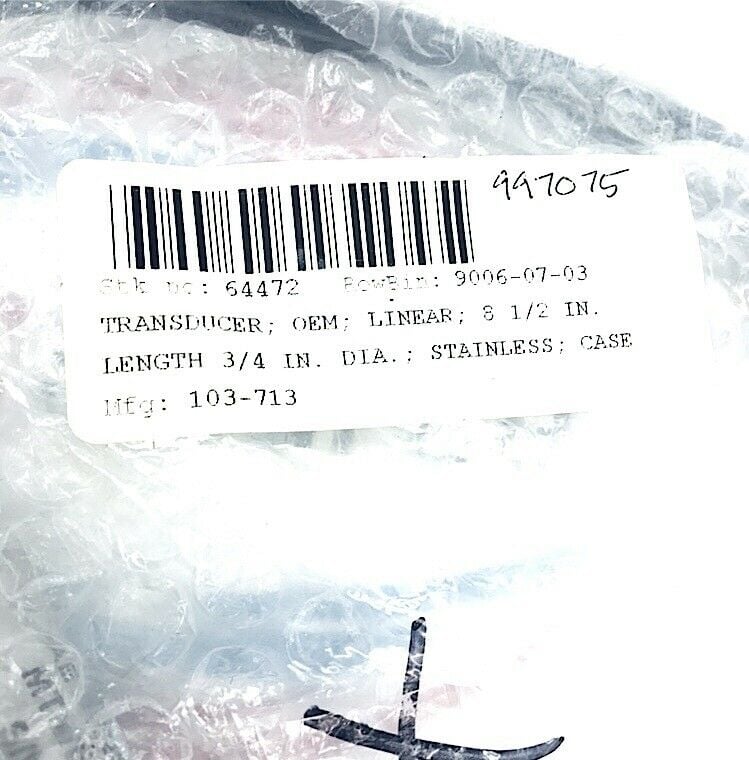 997075
Stk no: 64472 RowBin: 9006-07-03
TRANSDUCER; OEM; LINEAR; 8 1/2 IN.
LENGTH 3/4 IN. DIA.; STAINLESS; CASE
Mfg: 103-713